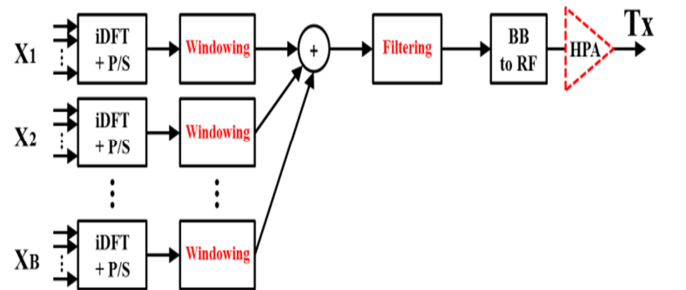 Tx
X1
iDFT
+ P/S
Windowing
+
Filtering
BB
to RF
HPA
X2
iDFT
+ P/S
Windowing
XB
iDFT
+ P/S
Windowing